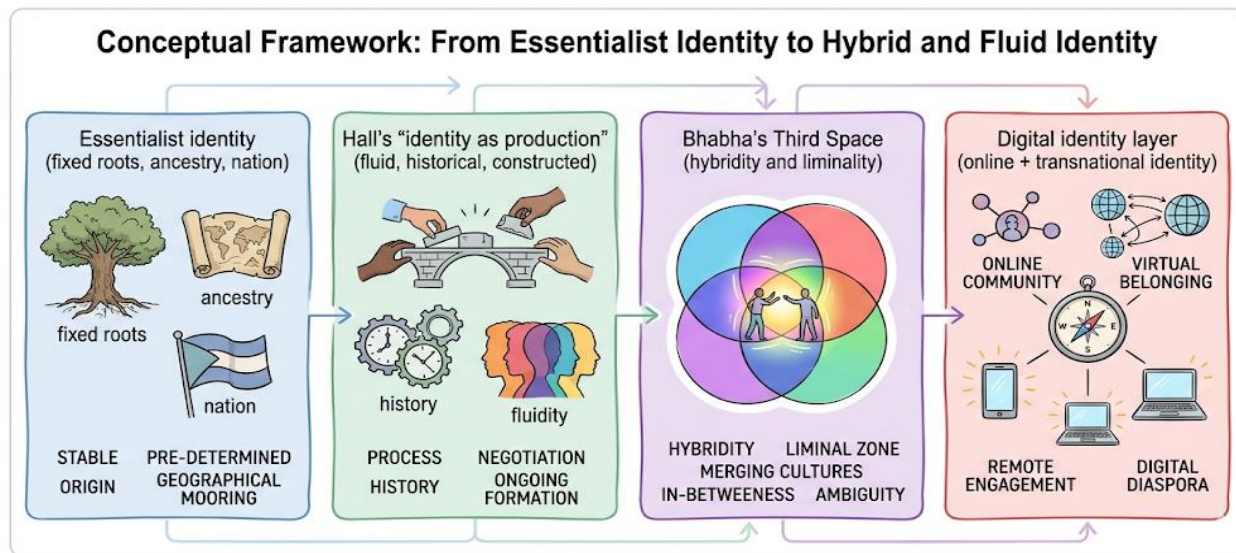 Conceptual Framework: From Essentialist Identity to Hybrid and Fluid Identity
Essentialist identity
(fixed roots, ancestry, nation)
fixed roots
ancestry
nation
STABLE
PRE-DETERMINED
ORIGIN
GEOGRAPHICAL
MOORING
Hall's "identity as production"
(fluid, historical, constructed)
history
fluidity
PROCESS
NEGOTIATION
HISTORY
ONGOING
FORMATION
Bhabha's Third Space
(hybridity and liminality)
HYBRIDITY
LIMINAL ZONE
MERGING CULTURES
IN-BETWEENESS
AMBIGUITY
Digital identity layer
(online + transnational identity)
ONLINE
COMMUNITY
VIRTUAL
BELONGING
N
W
E
S
REMOTE
ENGAGEMENT
DIGITAL
DIASPORA